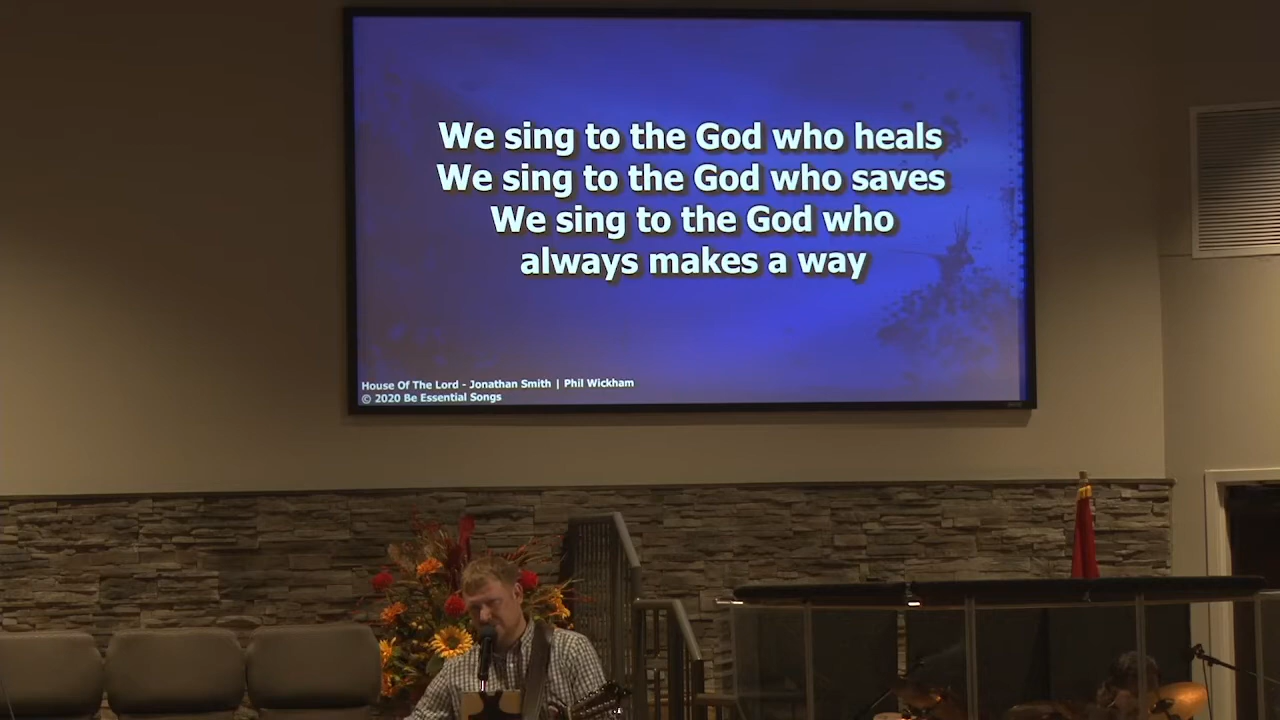 We sing to the God who heals
We sing to the God who saves
We sing to the God who
always makes a way
House Of The Lord - Jonathan Smith | Phil Wickham
© 2020 Be Essential Songs